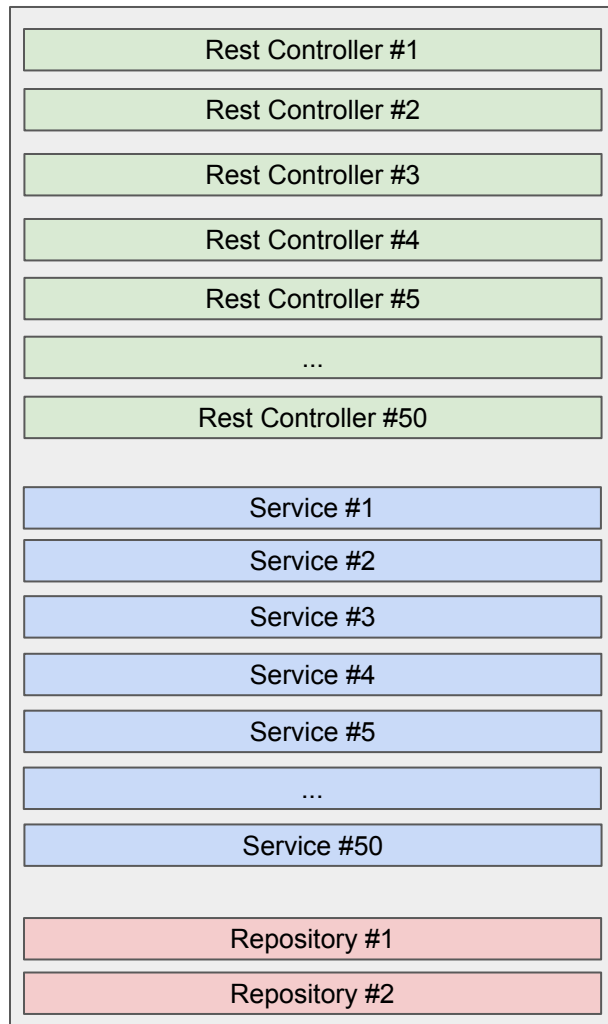 Rest Controller #1
Rest Controller #2
Rest Controller #3
Rest Controller #4
Rest Controller #5
...
Rest Controller #50
Service #1
Service #2
Service #3
Service #4
Service #5
...
Service #50
Repository #1
Repository #2